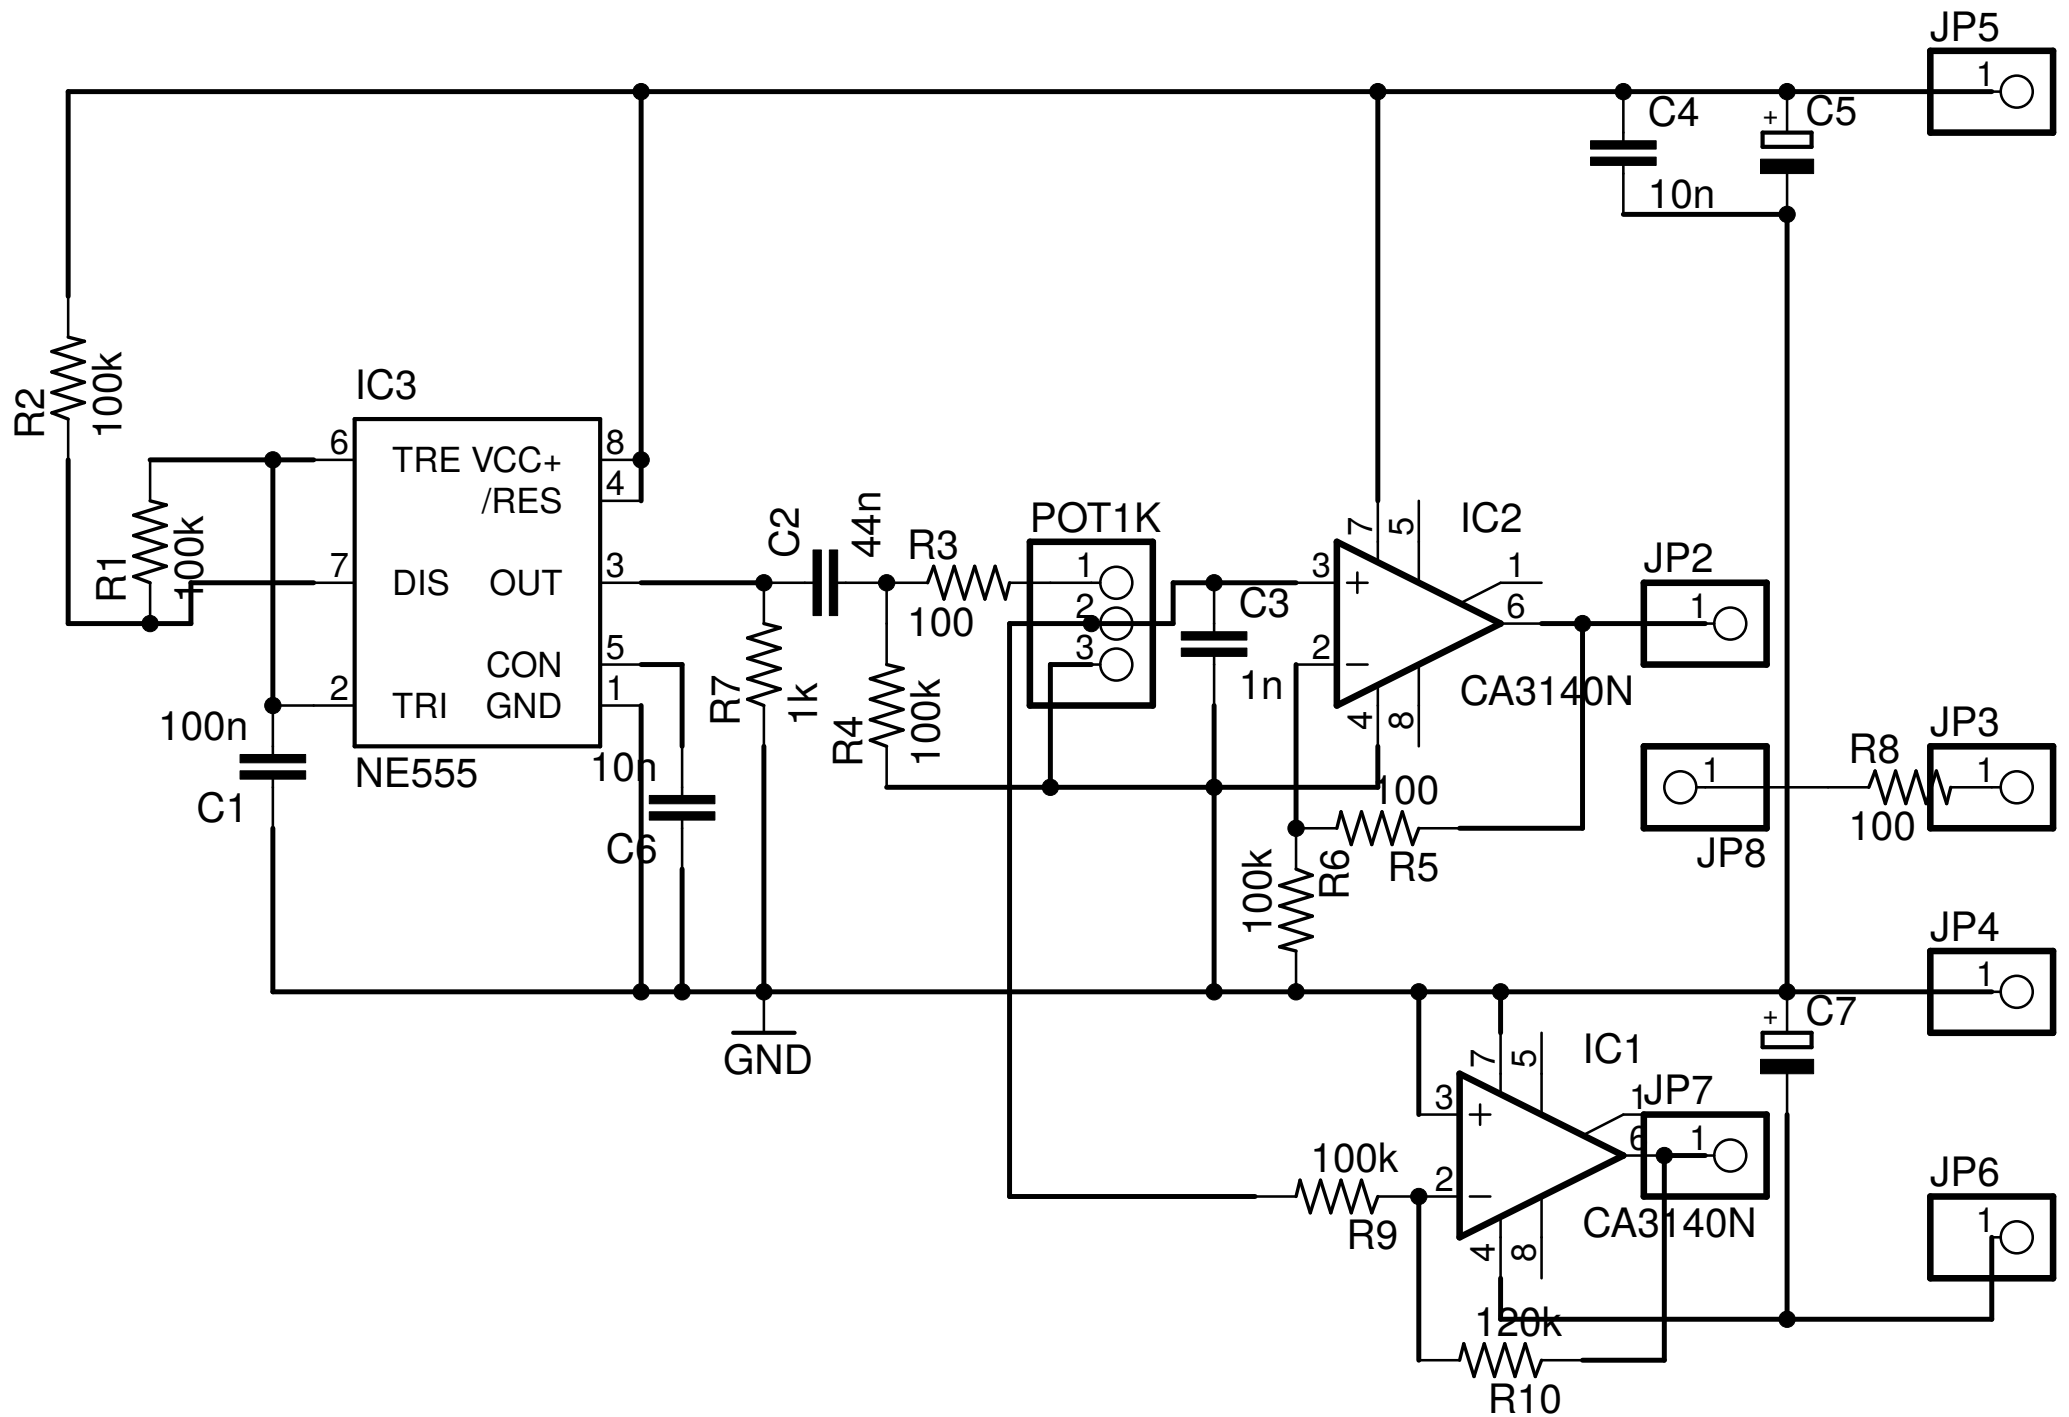 JP5
1
C4
+
C5
10n
R2
100k
IC3
6
TRE
VCC+
8
/RES
4
R1
100k
7
DIS
OUT
3
CON
5
2
TRI
GND
1
100n
C1
NE555
10n
C6
C2
44n
R7
1k
R3
100
R4
100k
POT1K
1
2
3
C3
1n
IC2
7
5
3
+
1
6
2
−
4
8
CA3140N
JP2
1
JP3
1
R8
100
1
JP8
100
R5
R6
100k
JP4
1
GND
+
C7
IC1
7
5
3
+
1
6
2
−
4
8
JP7
1
CA3140N
100k
R9
JP6
1
120k
R10